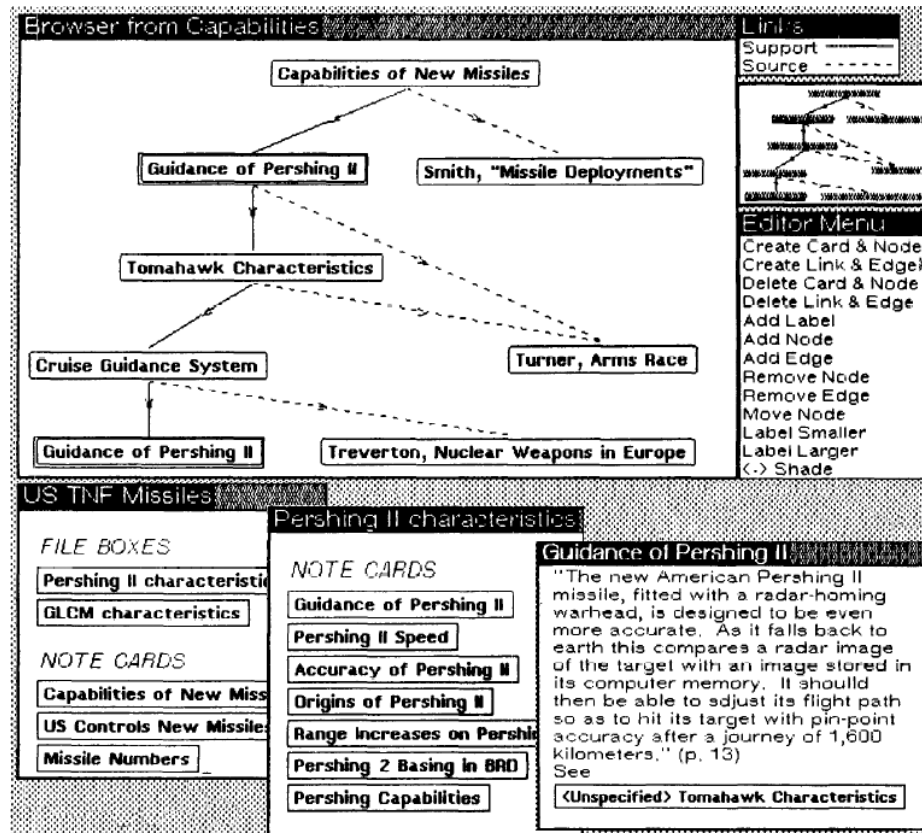 Browser from Capabilities
Capabilities of New Missiles
Guidance of Pershing II
Smith, "Missile Deployments"
Tomahawk Characteristics
Cruise Guidance System
Turner, Arms Race
Guidance of Pershing II
Treverton, Nuclear Weapons in Europe
Links
Support
Source
Editor Menu
Create Card & Node
Create Link & Edge
Delete Card & Node
Delete Link & Edge
Add Label
Add Node
Add Edge
Remove Node
Remove Edge
Move Node
Label Smaller
Label Larger
<-> Shade
US TNF Missiles
FILE BOXES
Pershing II characteristic
GLCM characteristics
NOTE CARDS
Capabilities of New Miss
US Controls New Missiles
Missile Numbers
Pershing II characteristics
NOTE CARDS
Guidance of Pershing II
Pershing II Speed
Accuracy of Pershing II
Origins of Pershing II
Range Increases on Pershin
Pershing 2 Basing in BRD
Pershing Capabilities
Guidance of Pershing II
"The new American Pershing II
missile, fitted with a radar-homing
warhead, is designed to be even
more accurate. As it falls back to
earth this compares a radar image
of the target with an image stored in
its computer memory. It shoulld
then be able to sdjust its flight path
so as to hit its target with pin-point
accuracy after a journey of 1,600
kilometers." (p. 13)
See
<Unspecified> Tomahawk Characteristics